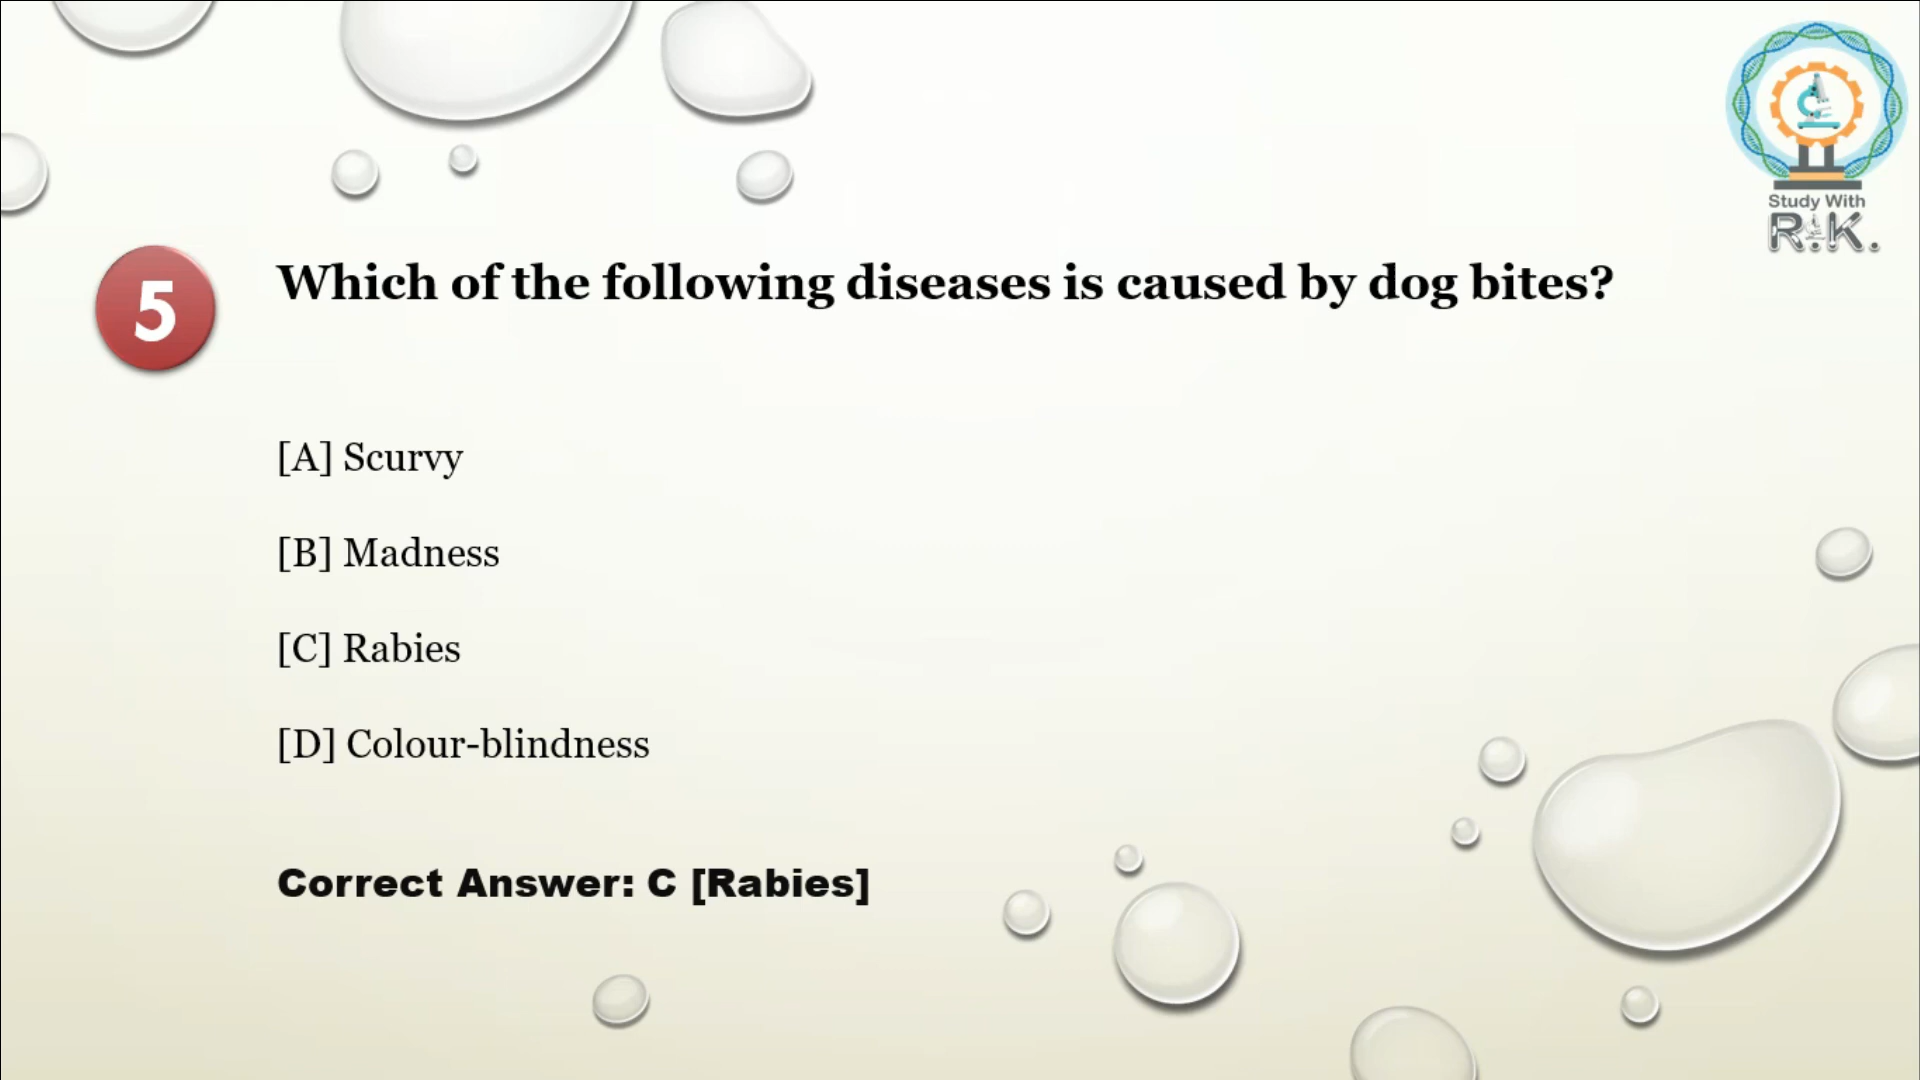 Study With
R.K.
5
Which of the following diseases is caused by dog bites?
[A] Scurvy
[B] Madness
[C] Rabies
[D] Colour-blindness
Correct Answer: C [Rabies]